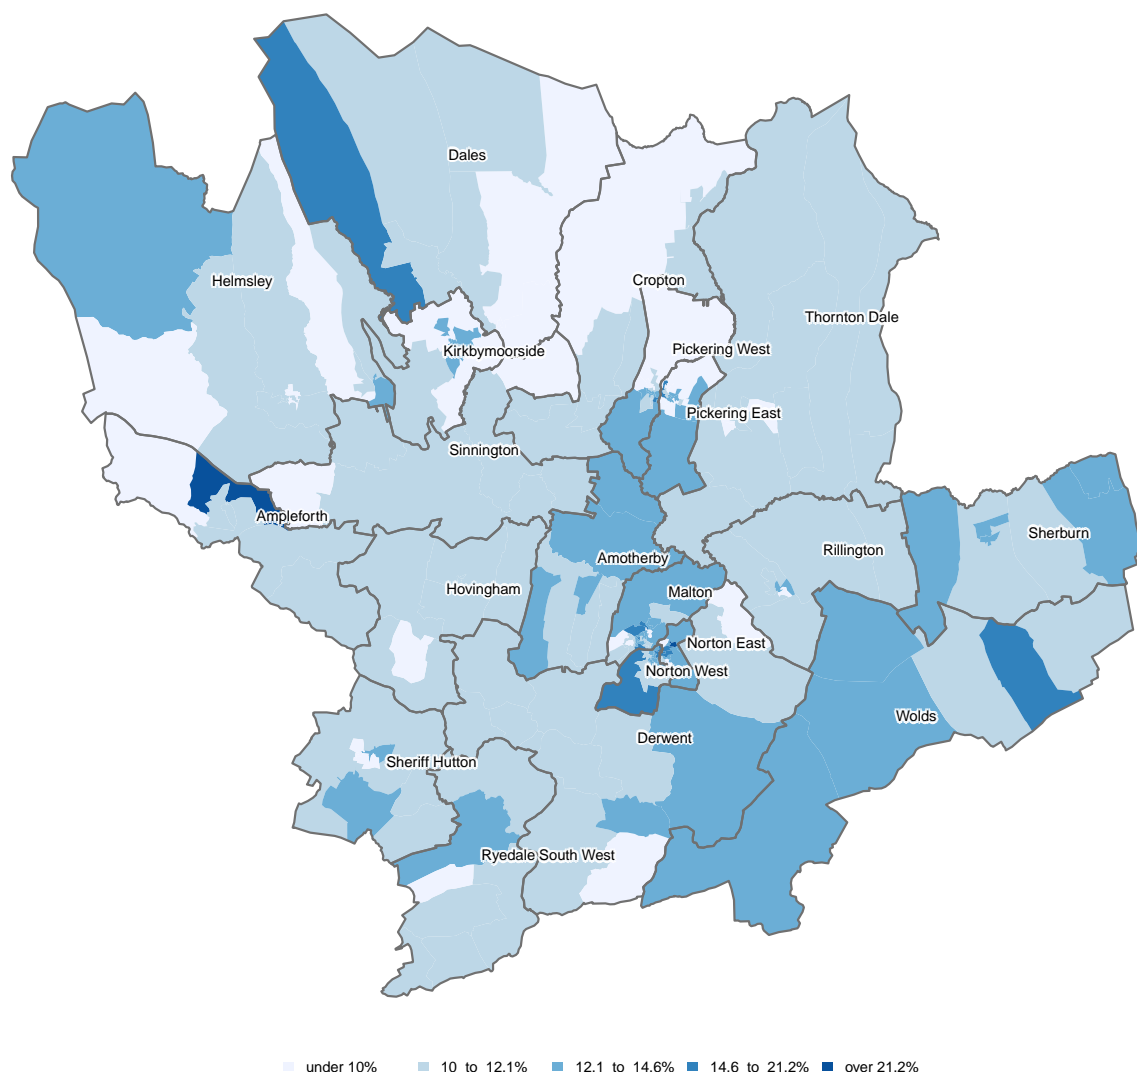 Dales
Helmsley
Cropton
Thornton Dale
Kirkbymoorside
Pickering West
Pickering East
Sinnington
Ampleforth
Sherburn
Rillington
Amotherby
Hovingham
Malton
Norton East
Norton West
Wolds
Derwent
Sheriff Hutton
Ryedale South West
under 10% 10 to 12.1% 12.1 to 14.6% 14.6 to 21.2% over 21.2%